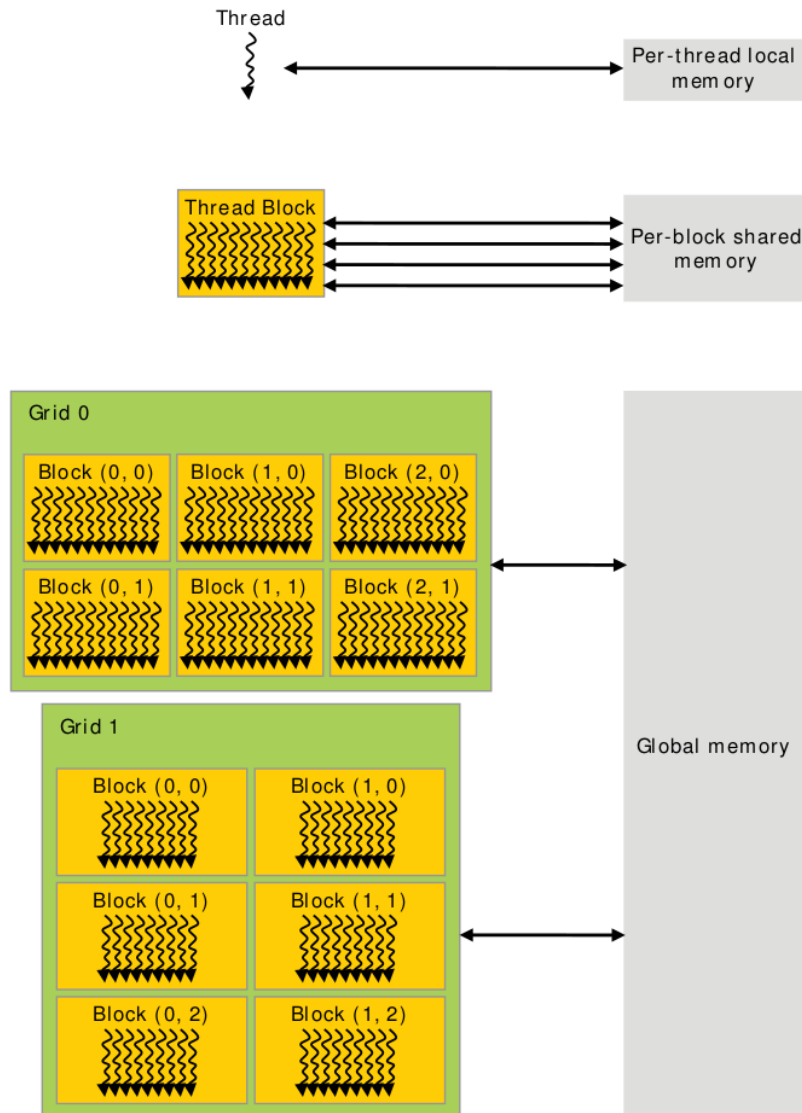 Thread
Per-thread local
memory
Thread Block
Per-block shared
memory
Grid 0
Block (0, 0)
Block (1, 0)
Block (2, 0)
Block (0, 1)
Block (1, 1)
Block (2, 1)
Grid 1
Global memory
Block (0, 0)
Block (1, 0)
Block (0, 1)
Block (1, 1)
Block (0, 2)
Block (1, 2)